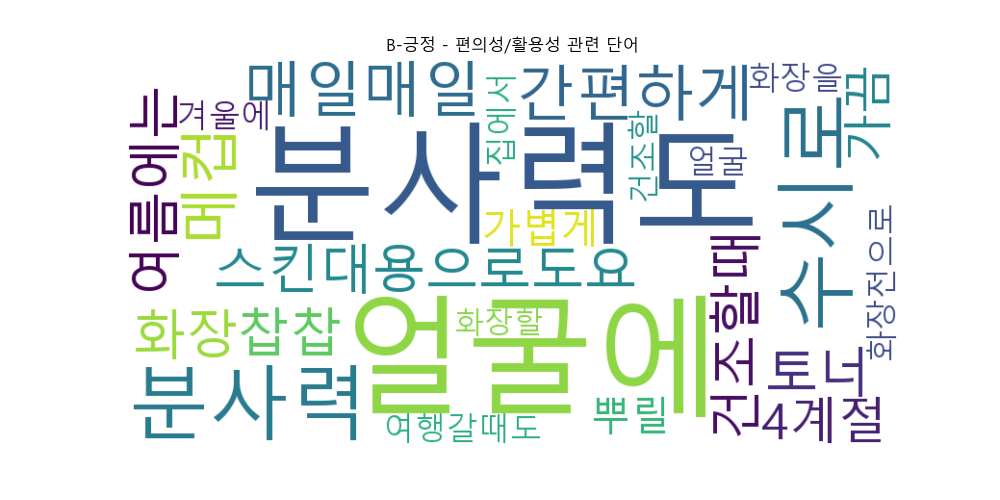 B-긍정 - 편의성/활용성 관련 단어
매일매일
집에서
간편하게
화장을
가끔
겨울에
여름에는
메컵
분사력도
건조할
얼굴
수시로
가볍게
스킨대용으로도요
건조할때
화장전으로
화장
찹찹
얼굴에
화장할
토너
분사력
여행갈때도
뿌릴
4계절